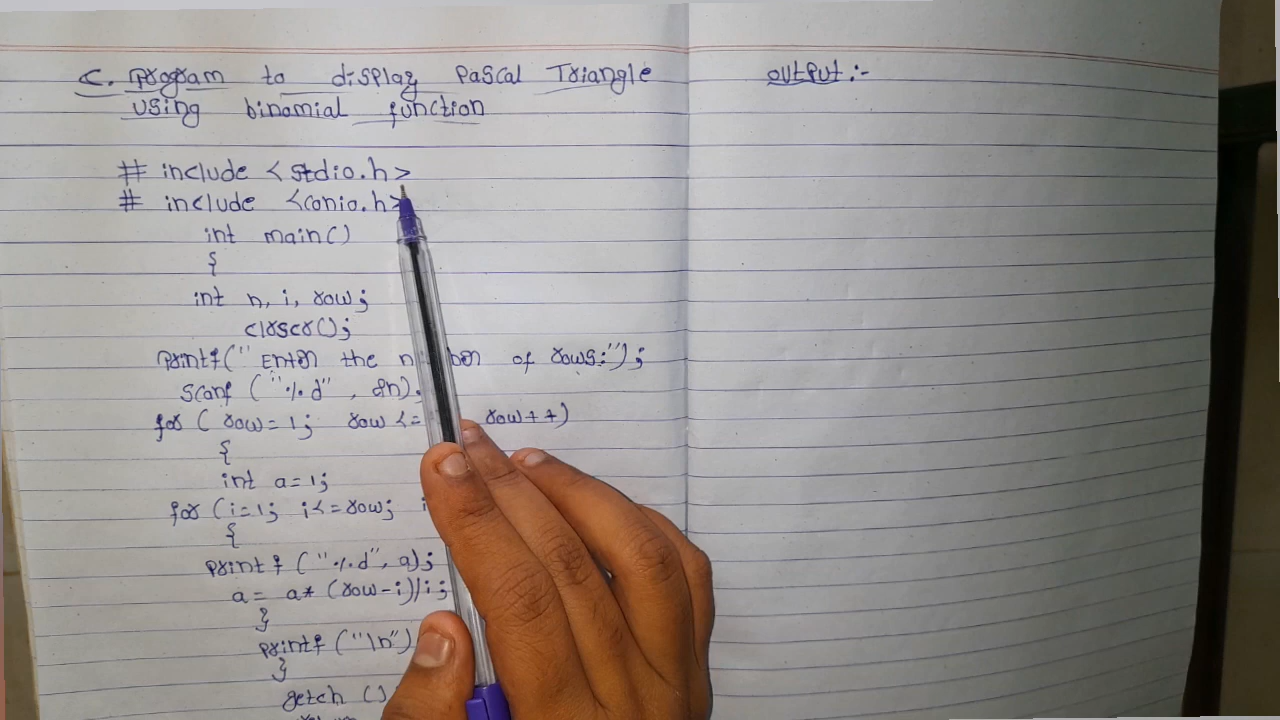 C. program to display Pascal Triangle
using binomial function
output :-
# include <stdio.h>
# include <conio.h>
int main()
{
int n, i, row;
clrscr();
printf(" Enter the n ber of rows:");
scanf ( "%d" , &n)
for ( row = 1; row <= row++)
{
int a = 1;
for (i=1; i<=row; i
{
printf ( "%d", a);
a = a* (row-i)/i;
}
printf ("\n")
}
getch ()